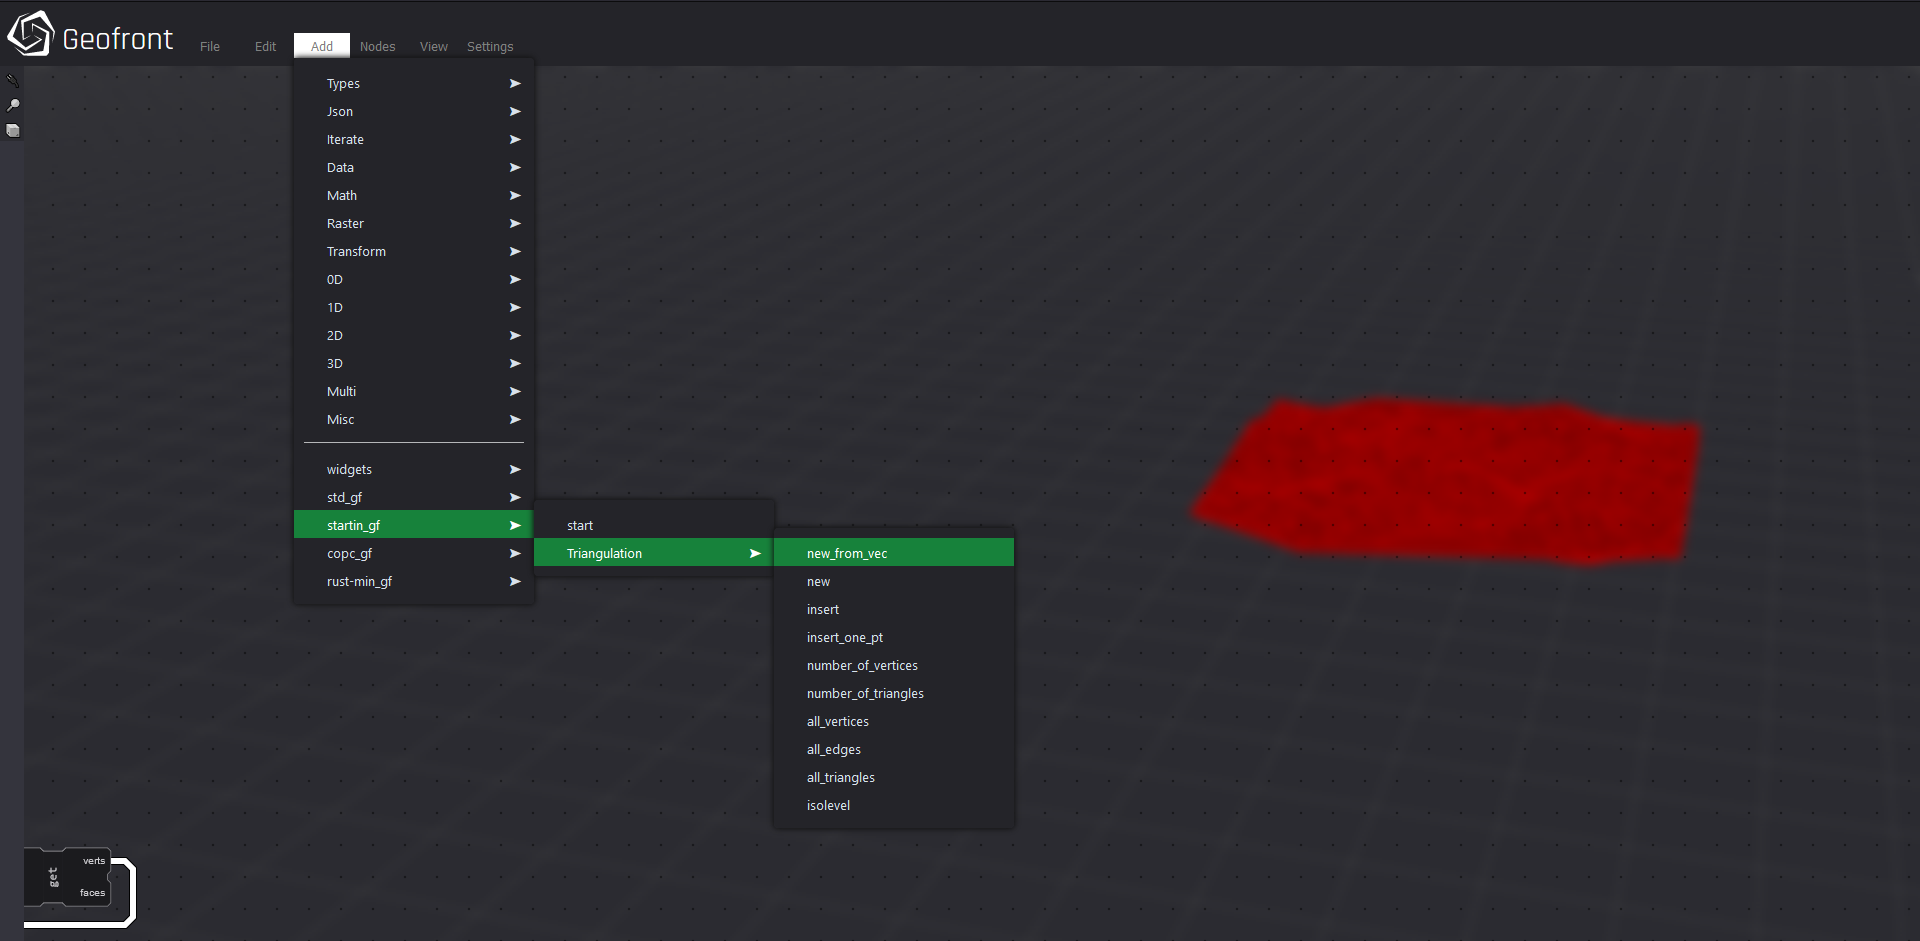 Geofront
File Edit Add Nodes View Settings
Types
Json
Iterate
Data
Math
Raster
Transform
0D
1D
2D
3D
Multi
Misc
widgets
std_gf
startin_gf
copc_gf
rust-min_gf
start
Triangulation
new_from_vec
new
insert
insert_one_pt
number_of_vertices
number_of_triangles
all_vertices
all_edges
all_triangles
isolevel
get
verts
faces